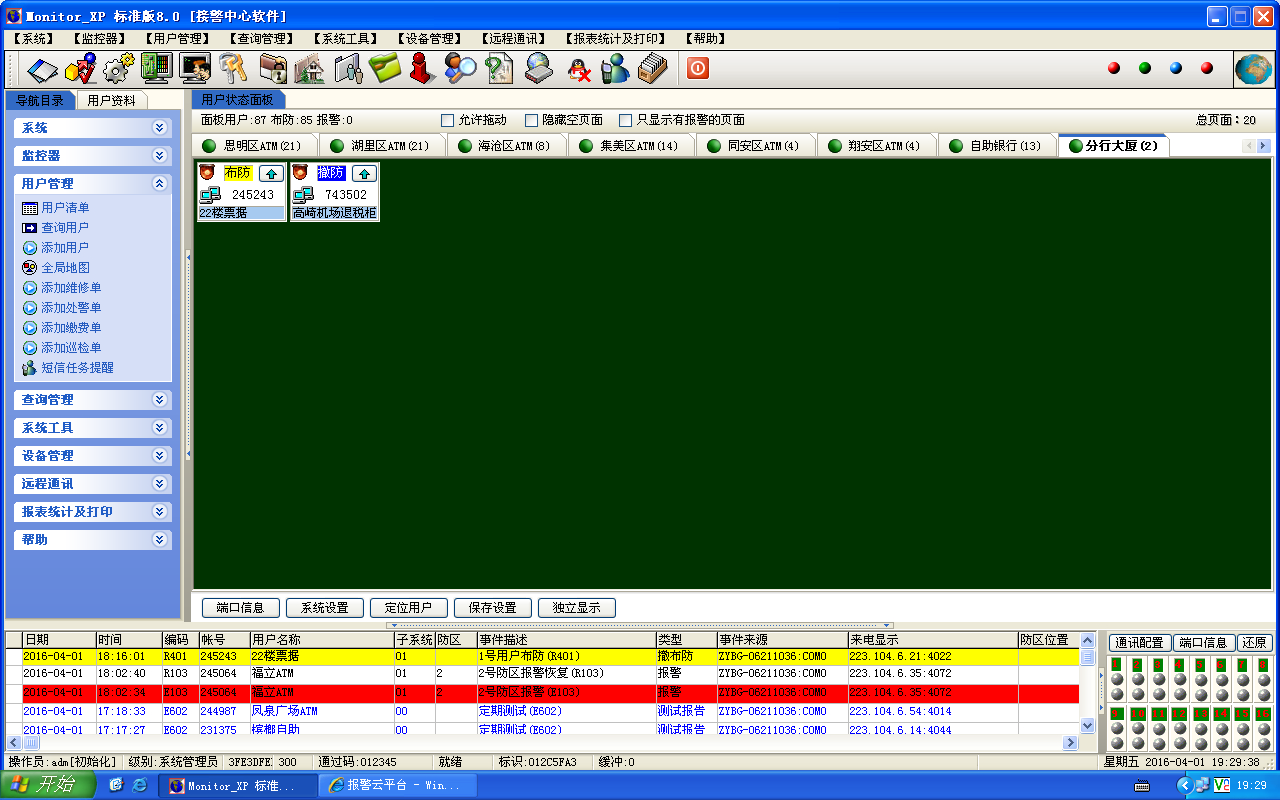 Monitor_XP 标准版8.0 [接警中心软件]
【系统】 【监控器】 【用户管理】 【查询管理】 【系统工具】 【设备管理】 【远程通讯】 【报表统计及打印】 【帮助】
导航目录 用户资料
系统
监控器
用户管理
用户清单
查询用户
添加用户
全局地图
添加维修单
添加处警单
添加缴费单
添加巡检单
短信任务提醒
查询管理
系统工具
设备管理
远程通讯
报表统计及打印
帮助
用户状态面板
面板用户:87 布防:85 报警:0 允许拖动 隐藏空页面 只显示有报警的页面 总页面:20
思明区ATM(21) 湖里区ATM(21) 海沧区ATM(8) 集美区ATM(14) 同安区ATM(4) 翔安区ATM(4) 自助银行(13) 分行大厦(2)
布防 撤防
245243 743502
22楼票据 高崎机场退税柜
端口信息 系统设置 定位用户 保存设置 独立显示
日期 时间 编码 帐号 用户名称 子系统 防区 事件描述 类型 事件来源 来电显示 防区位置
2016-04-01 18:16:01 R401 245243 22楼票据 01 1号用户布防(R401) 撤布防 ZYBG-06211036:COM0 223.104.6.21:4022
2016-04-01 18:02:40 R103 245064 福立ATM 01 2 2号防区报警恢复(R103) 报警 ZYBG-06211036:COM0 223.104.6.35:4072
2016-04-01 18:02:34 E103 245064 福立ATM 01 2 2号防区报警(E103) 报警 ZYBG-06211036:COM0 223.104.6.35:4072
2016-04-01 17:18:33 E602 244987 凤泉广场ATM 00 定期测试(E602) 测试报告 ZYBG-06211036:COM0 223.104.6.54:4014
2016-04-01 17:17:27 E602 231375 槟榔自助 00 定期测试(E602) 测试报告 ZYBG-06211036:COM0 223.104.6.14:4044
通讯配置 端口信息 还原
操作员:adm[初始化] 级别:系统管理员 3FE3DFE 300 通过码:012345 就绪 标识:012C5FA3 缓冲:0 星期五 2016-04-01 19:29:38
开始 Monitor_XP 标准... 报警云平台 - Win... 19:29